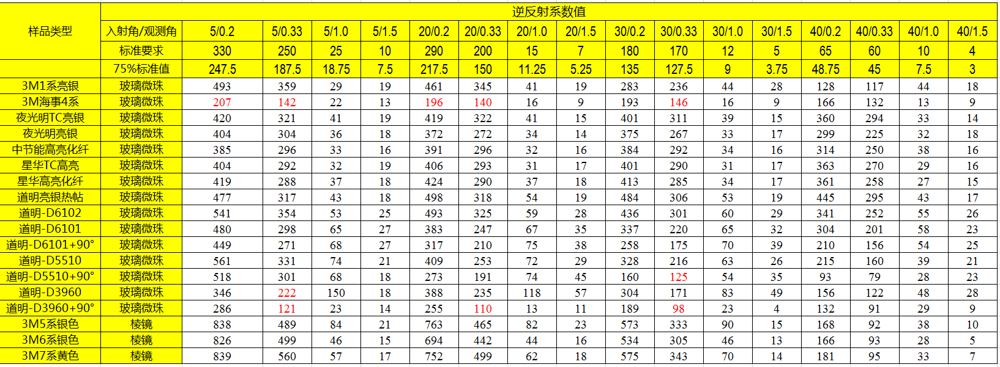 逆反射系数值
样品类型 入射角/观测角 5/0.2 5/0.33 5/1.0 5/1.5 20/0.2 20/0.33 20/1.0 20/1.5 30/0.2 30/0.33 30/1.0 30/1.5 40/0.2 40/0.33 40/1.0 40/1.5
标准要求 330 250 25 10 290 200 15 7 180 170 12 5 65 60 10 4
75%标准值 247.5 187.5 18.75 7.5 217.5 150 11.25 5.25 135 127.5 9 3.75 48.75 45 7.5 3
3M1系亮银 玻璃微珠 493 359 29 19 461 345 41 19 283 236 44 28 128 117 44 18
3M海事4系 玻璃微珠 207 142 22 13 196 140 16 9 193 146 16 9 166 132 13 9
夜光明TC亮银 玻璃微珠 420 321 41 19 419 322 41 15 401 311 39 15 360 294 33 14
夜光明亮银 玻璃微珠 404 304 36 18 372 272 34 14 375 267 33 17 299 225 32 18
中节能高亮化纤 玻璃微珠 385 296 33 16 391 296 32 16 384 292 34 16 314 250 38 16
星华TC高亮 玻璃微珠 404 292 32 19 406 293 31 17 401 290 31 17 363 270 29 16
星华高亮化纤 玻璃微珠 419 288 37 18 424 290 37 18 413 285 34 17 361 258 27 15
道明亮银热帖 玻璃微珠 477 317 43 18 498 318 54 19 484 306 53 19 445 295 43 17
道明-D6102 玻璃微珠 541 354 53 25 493 325 59 28 436 301 60 29 341 252 55 26
道明-D6101 玻璃微珠 480 298 65 27 383 247 67 35 337 220 65 32 304 201 58 23
道明-D6101+90° 玻璃微珠 449 271 68 27 317 210 75 38 258 175 70 39 210 156 54 25
道明-D5510 玻璃微珠 561 331 74 21 409 253 72 29 328 216 63 26 215 160 39 21
道明-D5510+90° 玻璃微珠 518 301 68 18 273 191 74 45 160 125 54 35 93 79 28 23
道明-D3960 玻璃微珠 346 222 150 18 388 235 118 57 304 171 83 49 156 122 48 28
道明-D3960+90° 玻璃微珠 286 121 23 14 255 110 13 11 189 98 23 4 132 91 29 9
3M5系银色 棱镜 838 489 84 21 763 465 82 23 573 333 90 15 168 92 38 10
3M6系银色 棱镜 826 499 46 15 694 442 44 16 534 305 46 13 166 93 28 5
3M7系黄色 棱镜 839 560 57 17 752 499 62 18 575 343 70 14 181 95 33 7